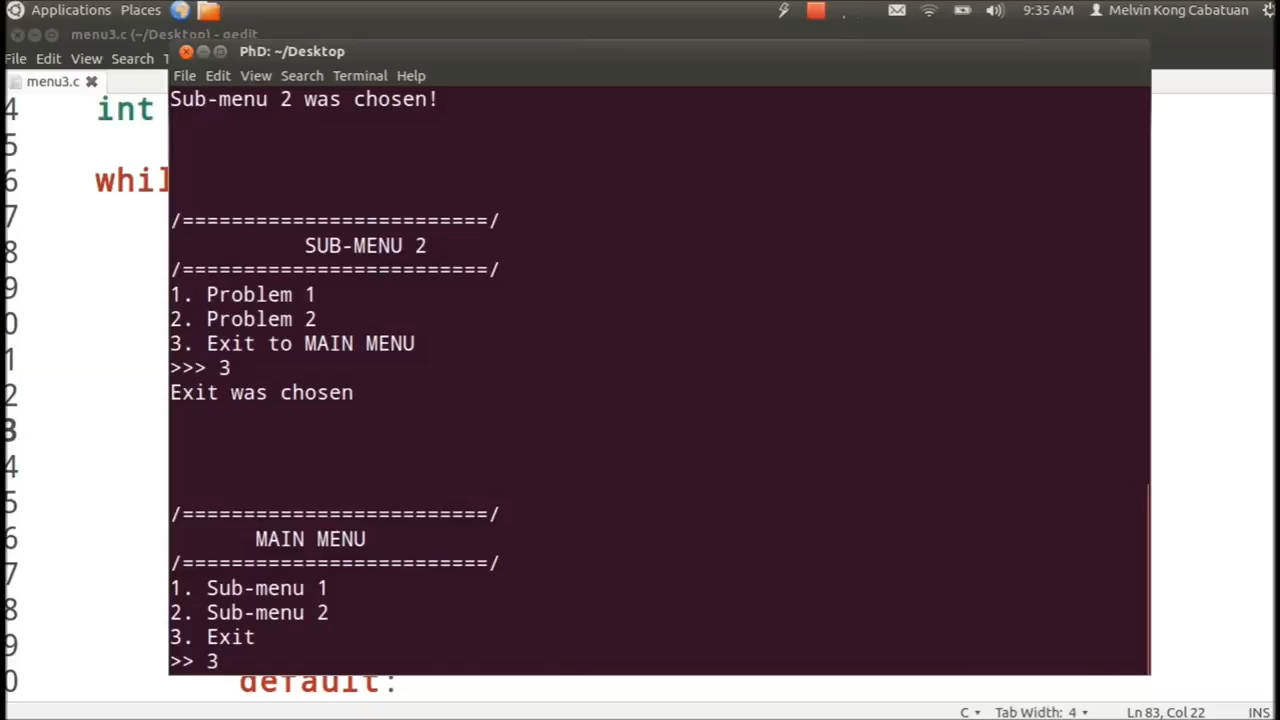 Applications Places 9:35 AM Melvin Kong Cabatuan
menu3.c (~/Desktop) - gedit
File Edit View Search
PhD: ~/Desktop
File Edit View Search Terminal Help
menu3.c
4 int
5
6 whil
7
8
9
0
1
2
3
4
5
6
7
8
9
0 default:
Sub-menu 2 was chosen!
/=========================/
SUB-MENU 2
/=========================/
1. Problem 1
2. Problem 2
3. Exit to MAIN MENU
>>> 3
Exit was chosen
/=========================/
MAIN MENU
/=========================/
1. Sub-menu 1
2. Sub-menu 2
3. Exit
>> 3
C Tab Width: 4 Ln 83, Col 22 INS